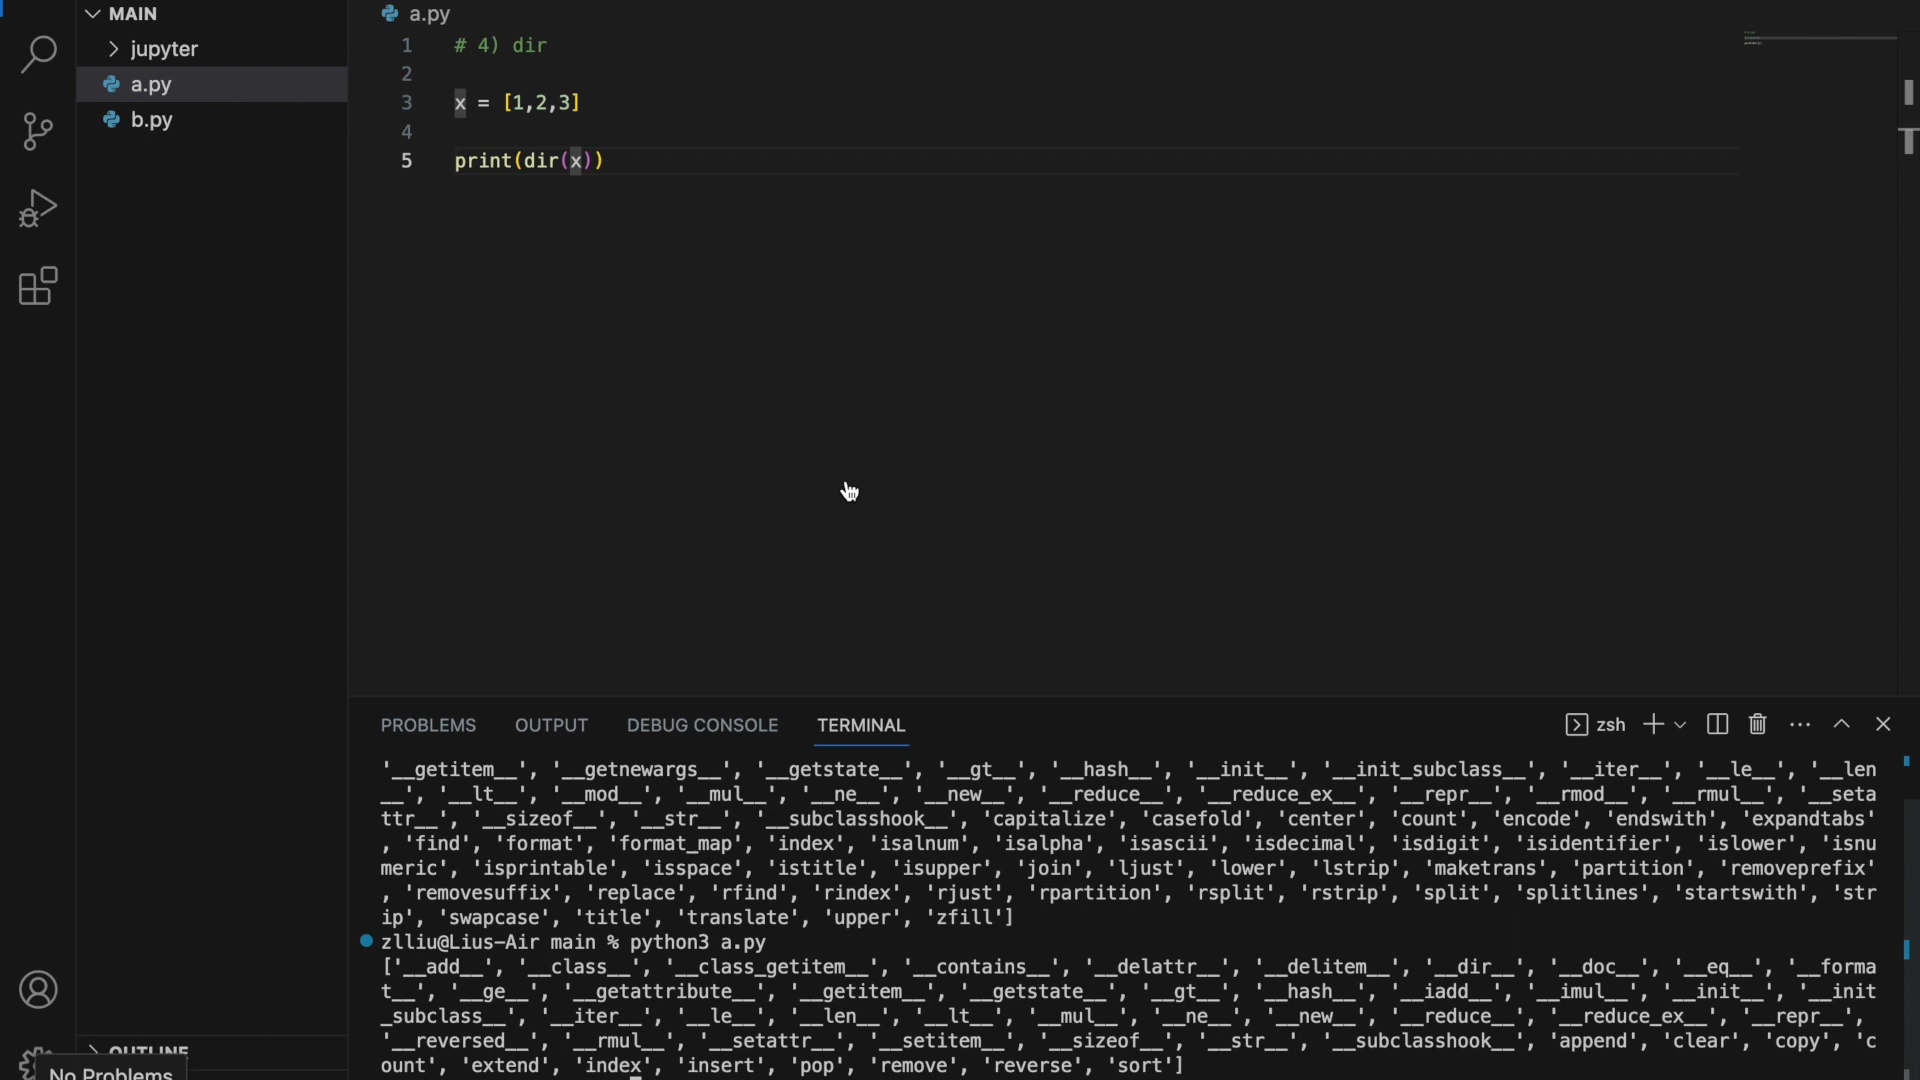 MAIN
jupyter
a.py
b.py
a.py
1 # 4) dir
2
3 x = [1,2,3]
4
5 print(dir(x))
PROBLEMS OUTPUT DEBUG CONSOLE TERMINAL zsh
'__getitem__', '__getnewargs__', '__getstate__', '__gt__', '__hash__', '__init__', '__init_subclass__', '__iter__', '__le__', '__len
__', '__lt__', '__mod__', '__mul__', '__ne__', '__new__', '__reduce__', '__reduce_ex__', '__repr__', '__rmod__', '__rmul__', '__seta
ttr__', '__sizeof__', '__str__', '__subclasshook__', 'capitalize', 'casefold', 'center', 'count', 'encode', 'endswith', 'expandtabs'
, 'find', 'format', 'format_map', 'index', 'isalnum', 'isalpha', 'isascii', 'isdecimal', 'isdigit', 'isidentifier', 'islower', 'isnu
meric', 'isprintable', 'isspace', 'istitle', 'isupper', 'join', 'ljust', 'lower', 'lstrip', 'maketrans', 'partition', 'removeprefix'
, 'removesuffix', 'replace', 'rfind', 'rindex', 'rjust', 'rpartition', 'rsplit', 'rstrip', 'split', 'splitlines', 'startswith', 'str
ip', 'swapcase', 'title', 'translate', 'upper', 'zfill']
zlliu@Lius-Air main % python3 a.py
['__add__', '__class__', '__class_getitem__', '__contains__', '__delattr__', '__delitem__', '__dir__', '__doc__', '__eq__', '__forma
t__', '__ge__', '__getattribute__', '__getitem__', '__getstate__', '__gt__', '__hash__', '__iadd__', '__imul__', '__init__', '__init
_subclass__', '__iter__', '__le__', '__len__', '__lt__', '__mul__', '__ne__', '__new__', '__reduce__', '__reduce_ex__', '__repr__',
'__reversed__', '__rmul__', '__setattr__', '__setitem__', '__sizeof__', '__str__', '__subclasshook__', 'append', 'clear', 'copy', 'c
ount', 'extend', 'index', 'insert', 'pop', 'remove', 'reverse', 'sort']
OUTLINE
No Problems